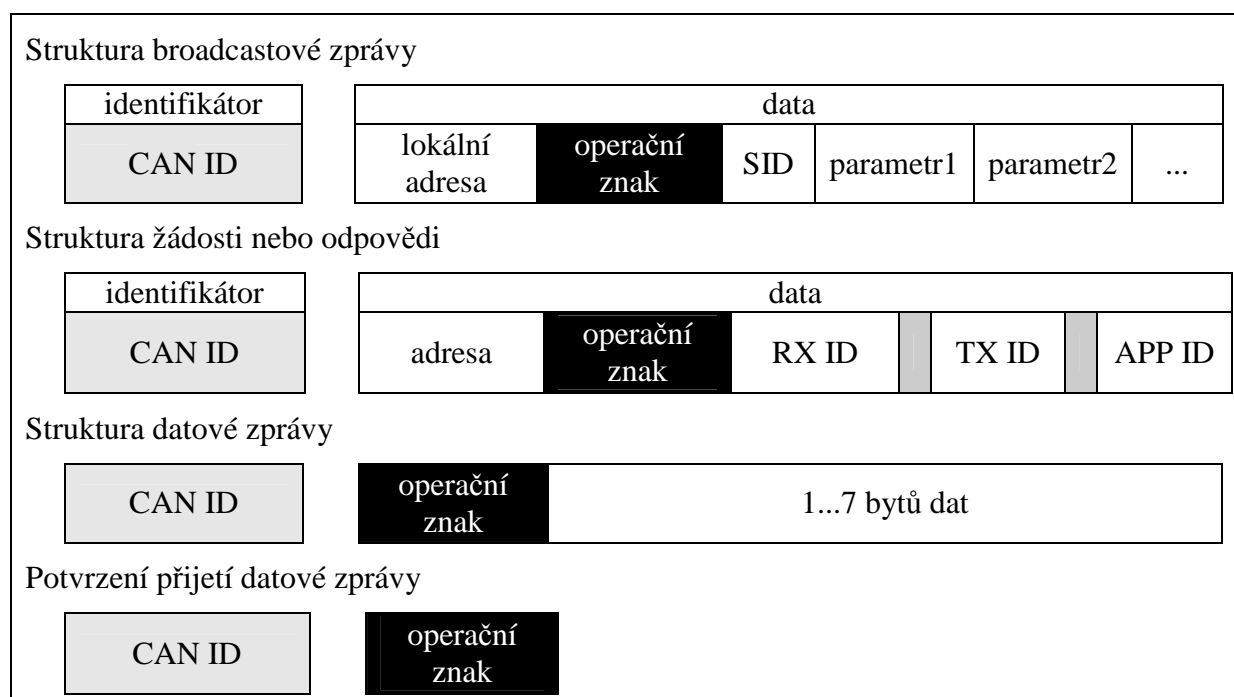 Struktura broadcastové zprávy
identifikátor data
CAN ID lokální adresa operační znak SID parametr1 parametr2 ...
Struktura žádosti nebo odpovědi
identifikátor data
CAN ID adresa operační znak RX ID TX ID APP ID
Struktura datové zprávy
CAN ID operační znak 1...7 bytů dat
Potvrzení přijetí datové zprávy
CAN ID operační znak